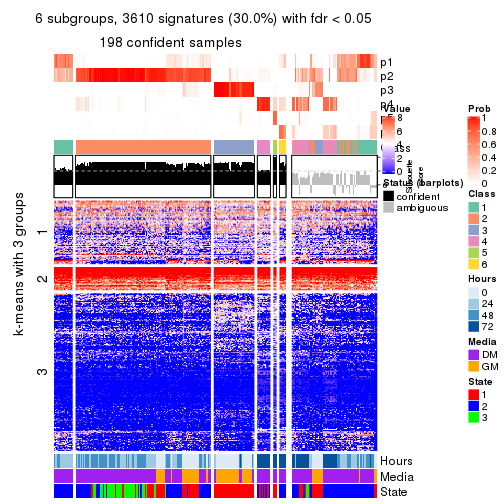 6 subgroups, 3610 signatures (30.0%) with fdr < 0.05
198 confident samples
p1
p2
p3
p4
Value
8
6
4
2
0
Silhouette
score
Status (barplots)
confident
ambiguous
Prob
1
0.8
0.6
0.4
0.2
0
Class
1
2
3
4
5
6
Hours
0
24
48
72
Media
DM
GM
State
1
2
3
k-means with 3 groups
1
2
3
Hours
Media
State